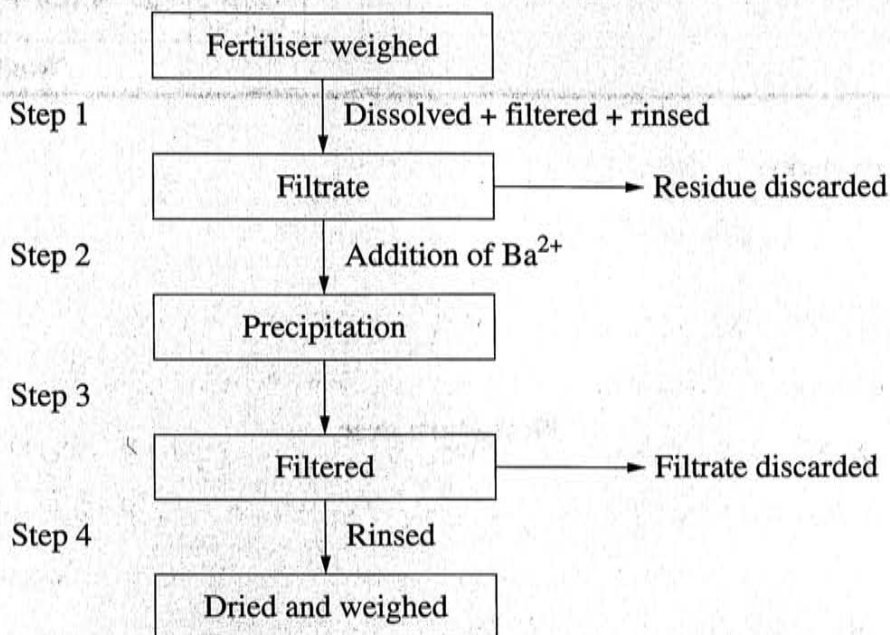 Fertiliser weighed
Step 1
Dissolved + filtered + rinsed
Filtrate
Residue discarded
Step 2
Addition of Ba²⁺
Precipitation
Step 3
Filtered
Filtrate discarded
Step 4
Rinsed
Dried and weighed